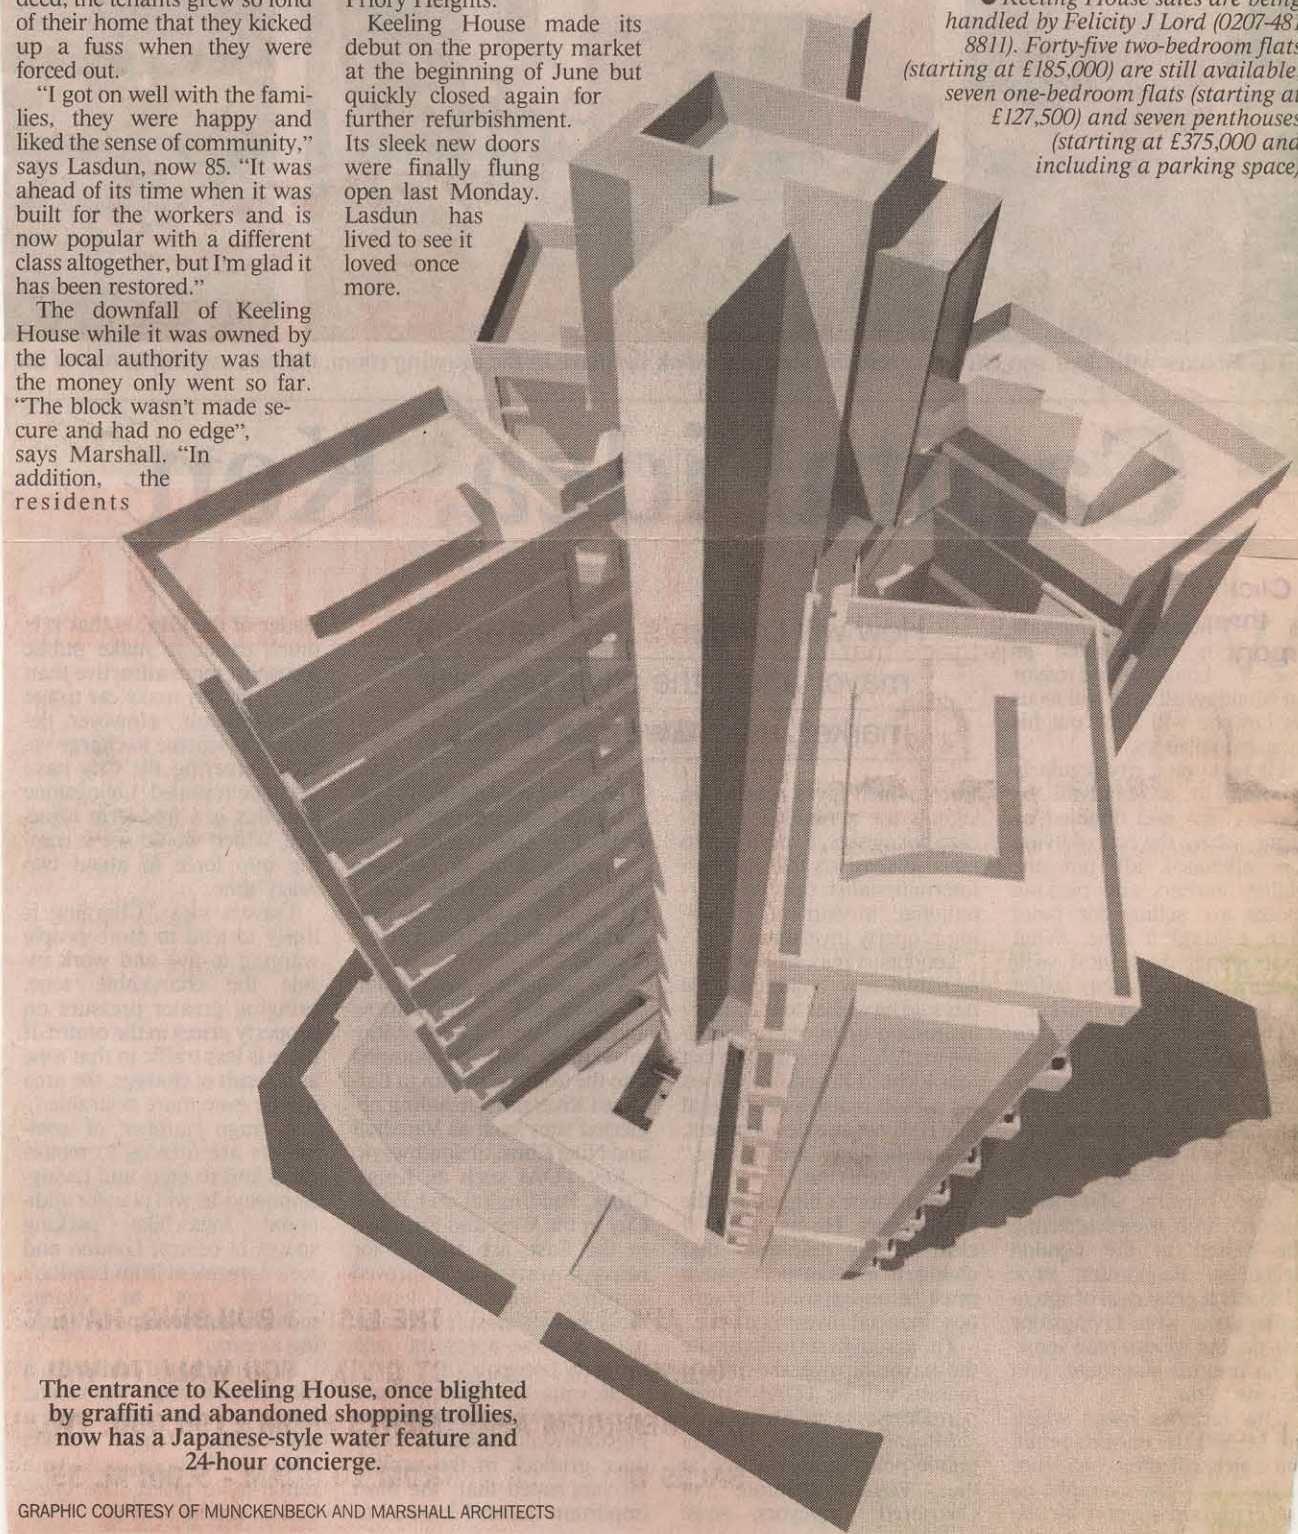 deed, the tenants grew so fond
of their home that they kicked
up a fuss when they were
forced out.
“I got on well with the fami-
lies, they were happy and
liked the sense of community,”
says Lasdun, now 85. “It was
ahead of its time when it was
built for the workers and is
now popular with a different
class altogether, but I’m glad it
has been restored.”
The downfall of Keeling
House while it was owned by
the local authority was that
the money only went so far.
“The block wasn’t made se-
cure and had no edge”,
says Marshall. “In
addition, the
residents
Priory Heights.
Keeling House made its
debut on the property market
at the beginning of June but
quickly closed again for
further refurbishment.
Its sleek new doors
were finally flung
open last Monday.
Lasdun has
lived to see it
loved once
more.
● Keeling House sales are being
handled by Felicity J Lord (0207-481
8811). Forty-five two-bedroom flats
(starting at £185,000) are still available,
seven one-bedroom flats (starting at
£127,500) and seven penthouses
(starting at £375,000 and
including a parking space)
The entrance to Keeling House, once blighted
by graffiti and abandoned shopping trollies,
now has a Japanese-style water feature and
24-hour concierge.
GRAPHIC COURTESY OF MUNCKENBECK AND MARSHALL ARCHITECTS